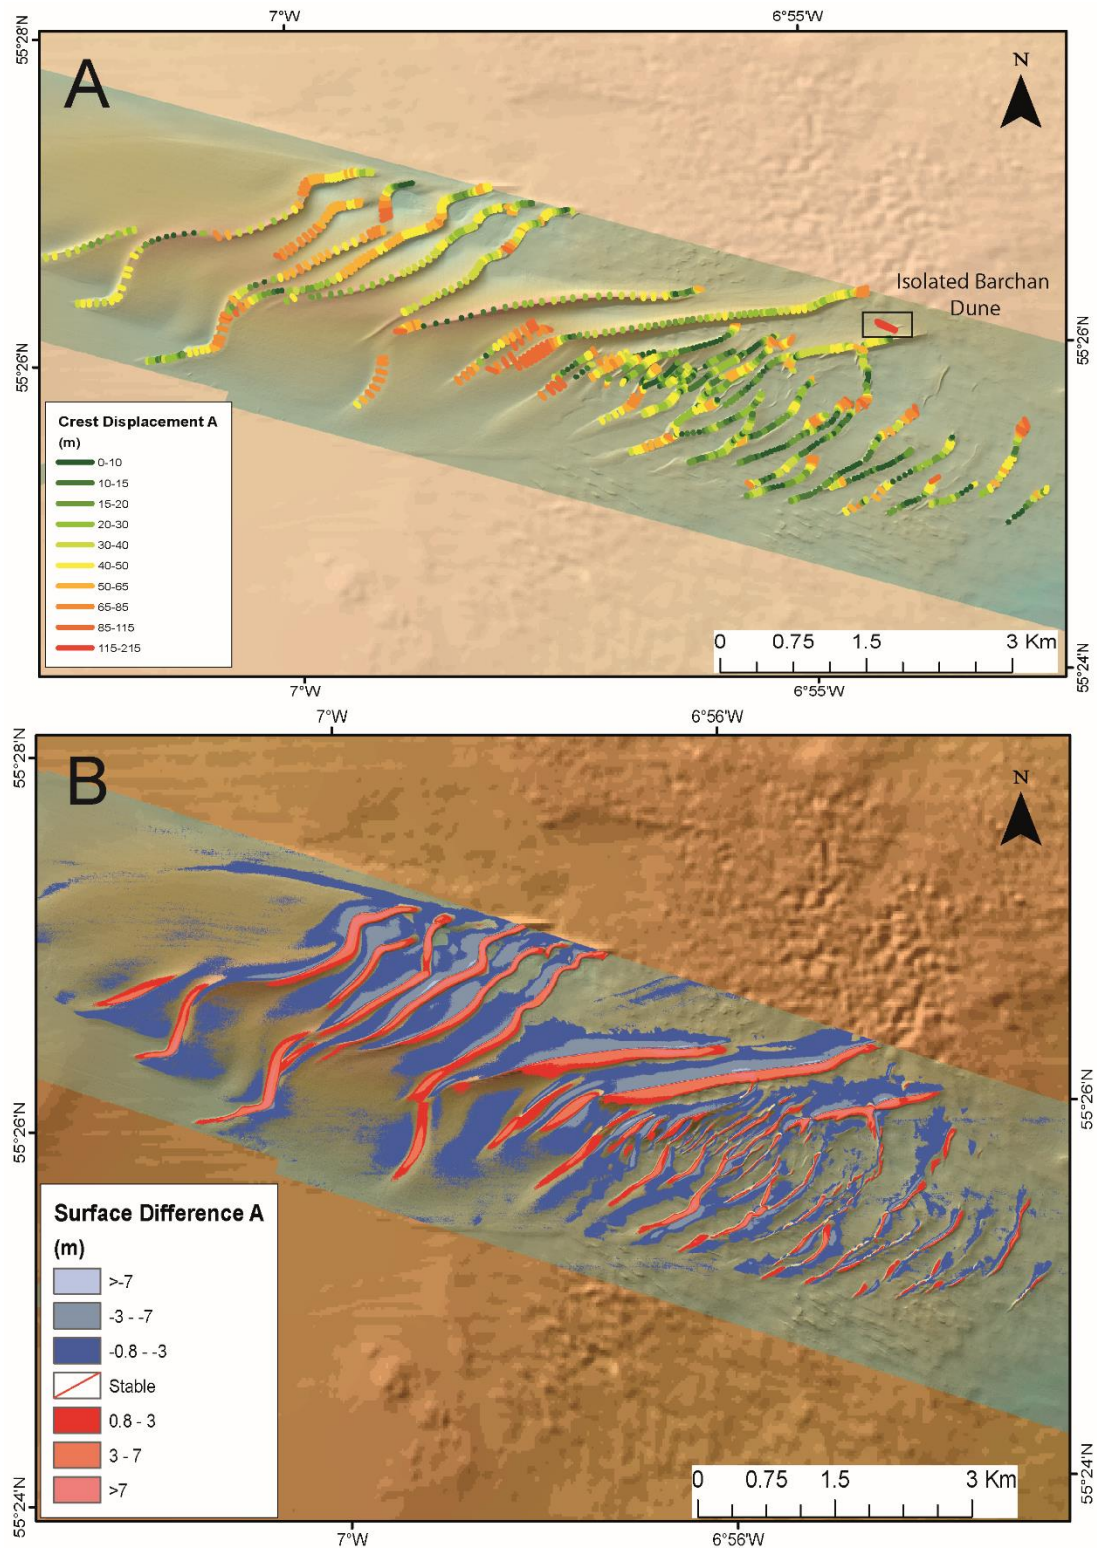 7°W
6°55'W
55°28'N
A
N
Isolated Barchan
Dune
55°26'N
55°26'N
Crest Displacement A
(m)
0-10
10-15
15-20
20-30
30-40
40-50
50-65
65-85
85-115
115-215
0 0.75 1.5 3 Km
55°24'N
7°W
6°55'W
7°W
6°56'W
55°28'N
B
N
55°26'N
55°26'N
Surface Difference A
(m)
>-7
-3 - -7
-0.8 - -3
Stable
0.8 - 3
3 - 7
>7
0 0.75 1.5 3 Km
55°24'N
55°24'N
7°W
6°56'W